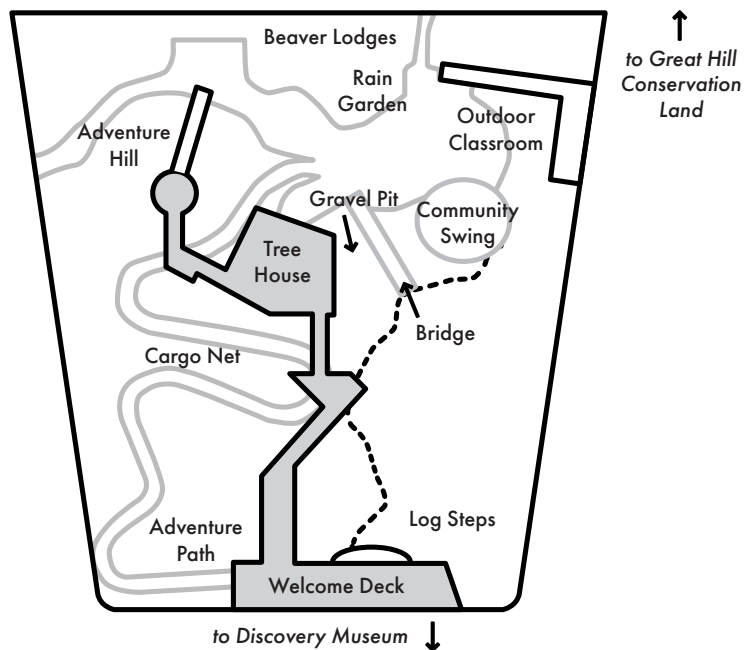 Beaver Lodges
to Great Hill
Conservation
Land
Rain
Garden
Outdoor
Classroom
Adventure
Hill
Gravel Pit
Community
Swing
Tree
House
Bridge
Cargo Net
Log Steps
Adventure
Path
Welcome Deck
to Discovery Museum